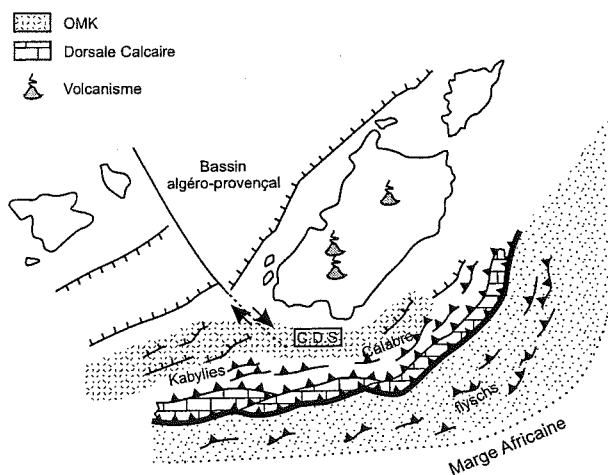 OMK
Dorsale Calcaire
Volcanisme
Bassin
algéro-provençal
C.D.S
Calabre
Kabylies
flyschs
Marge Africaine